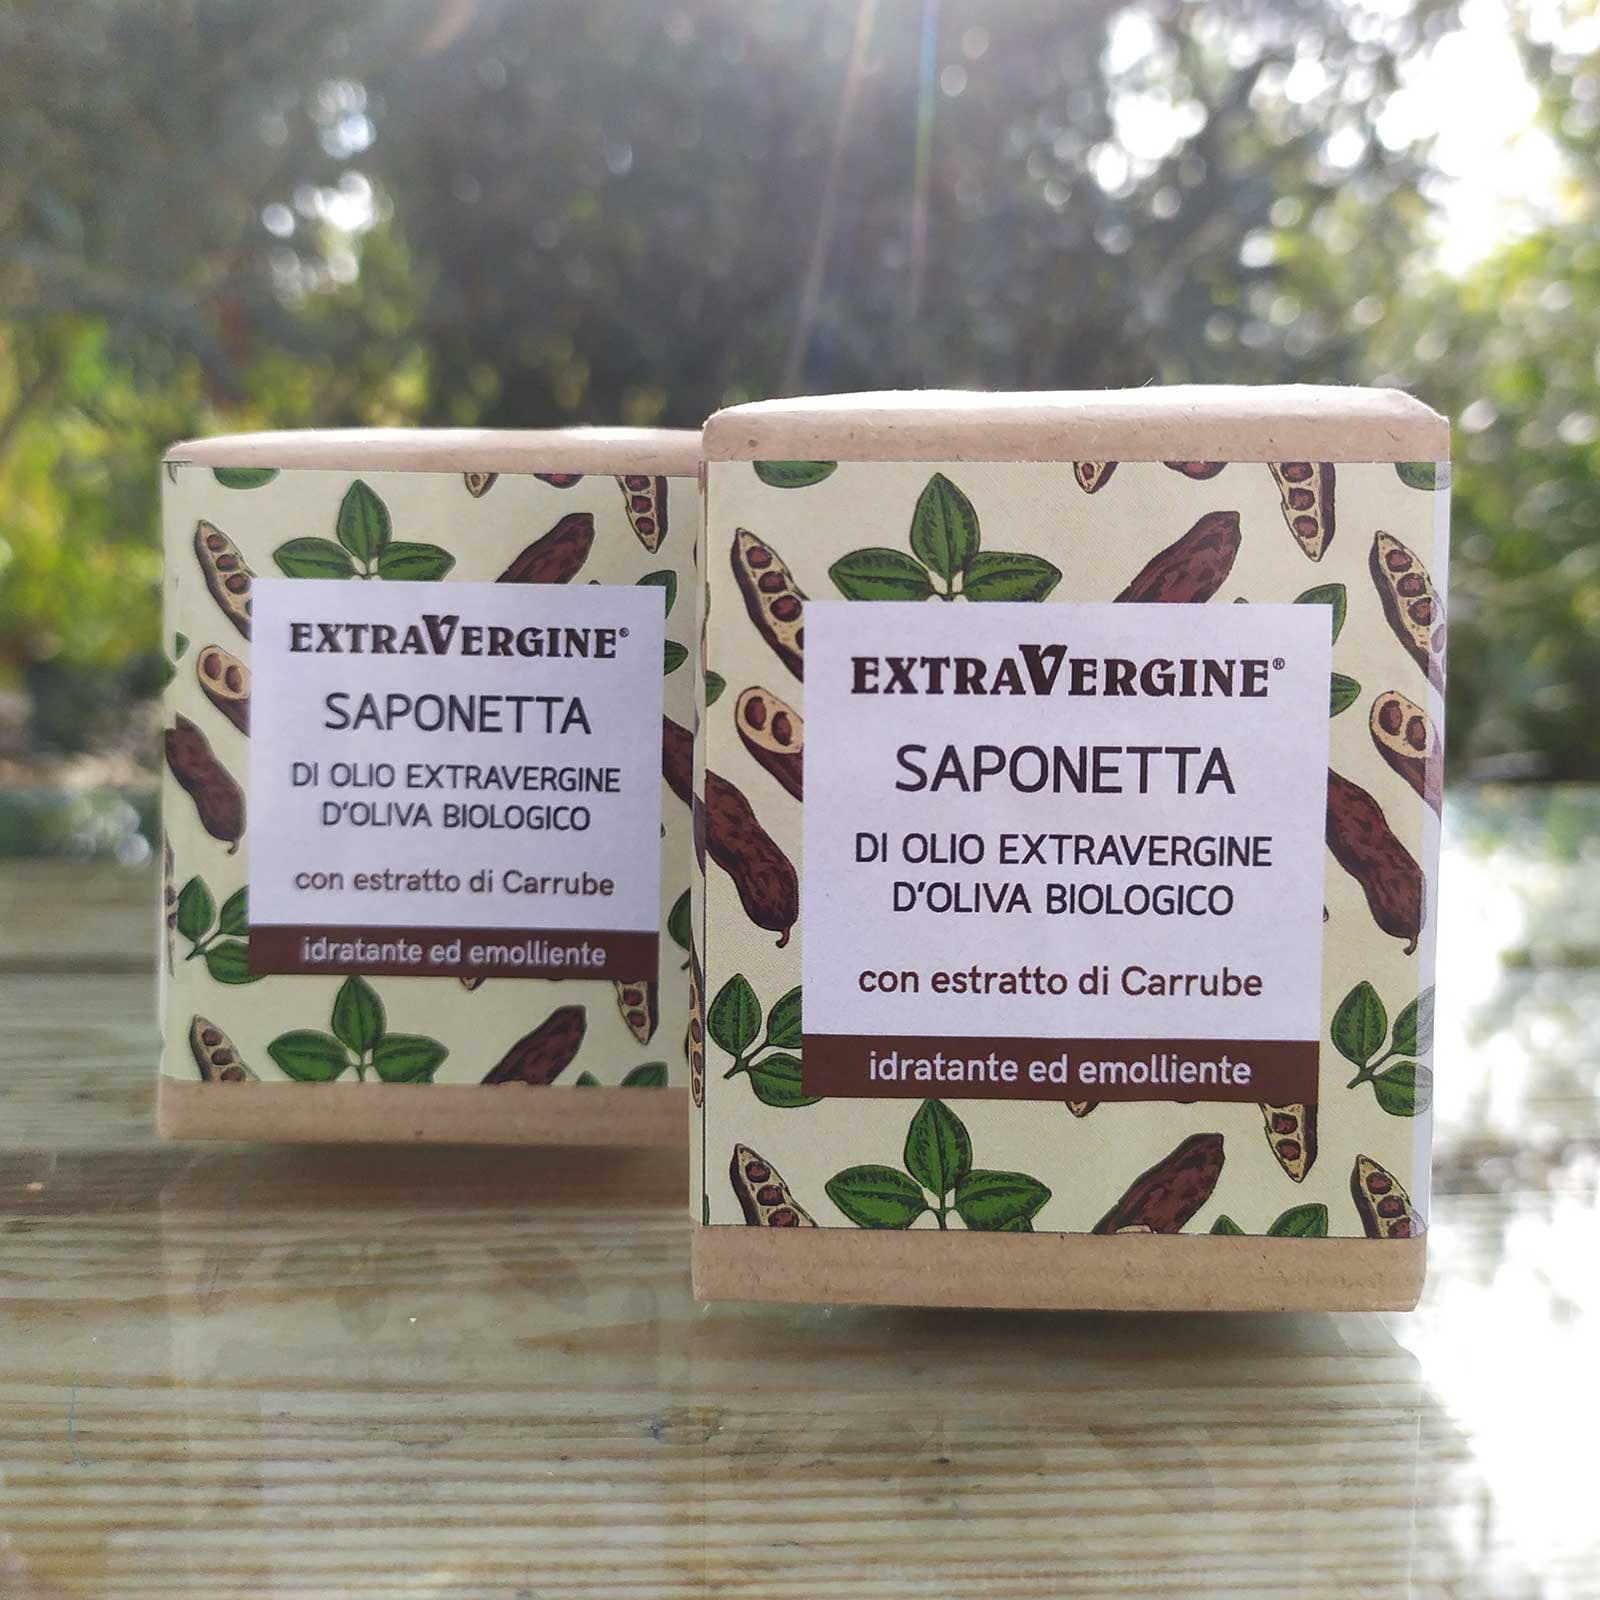 EXTRAVERGINE®
SAPONETTA
DI OLIO EXTRAVERGINE
D'OLIVA BIOLOGICO
con estratto di Carrube
idratante ed emolliente
EXTRAVERGINE®
SAPONETTA
DI OLIO EXTRAVERGINE
D'OLIVA BIOLOGICO
con estratto di Carrube
idratante ed emolliente